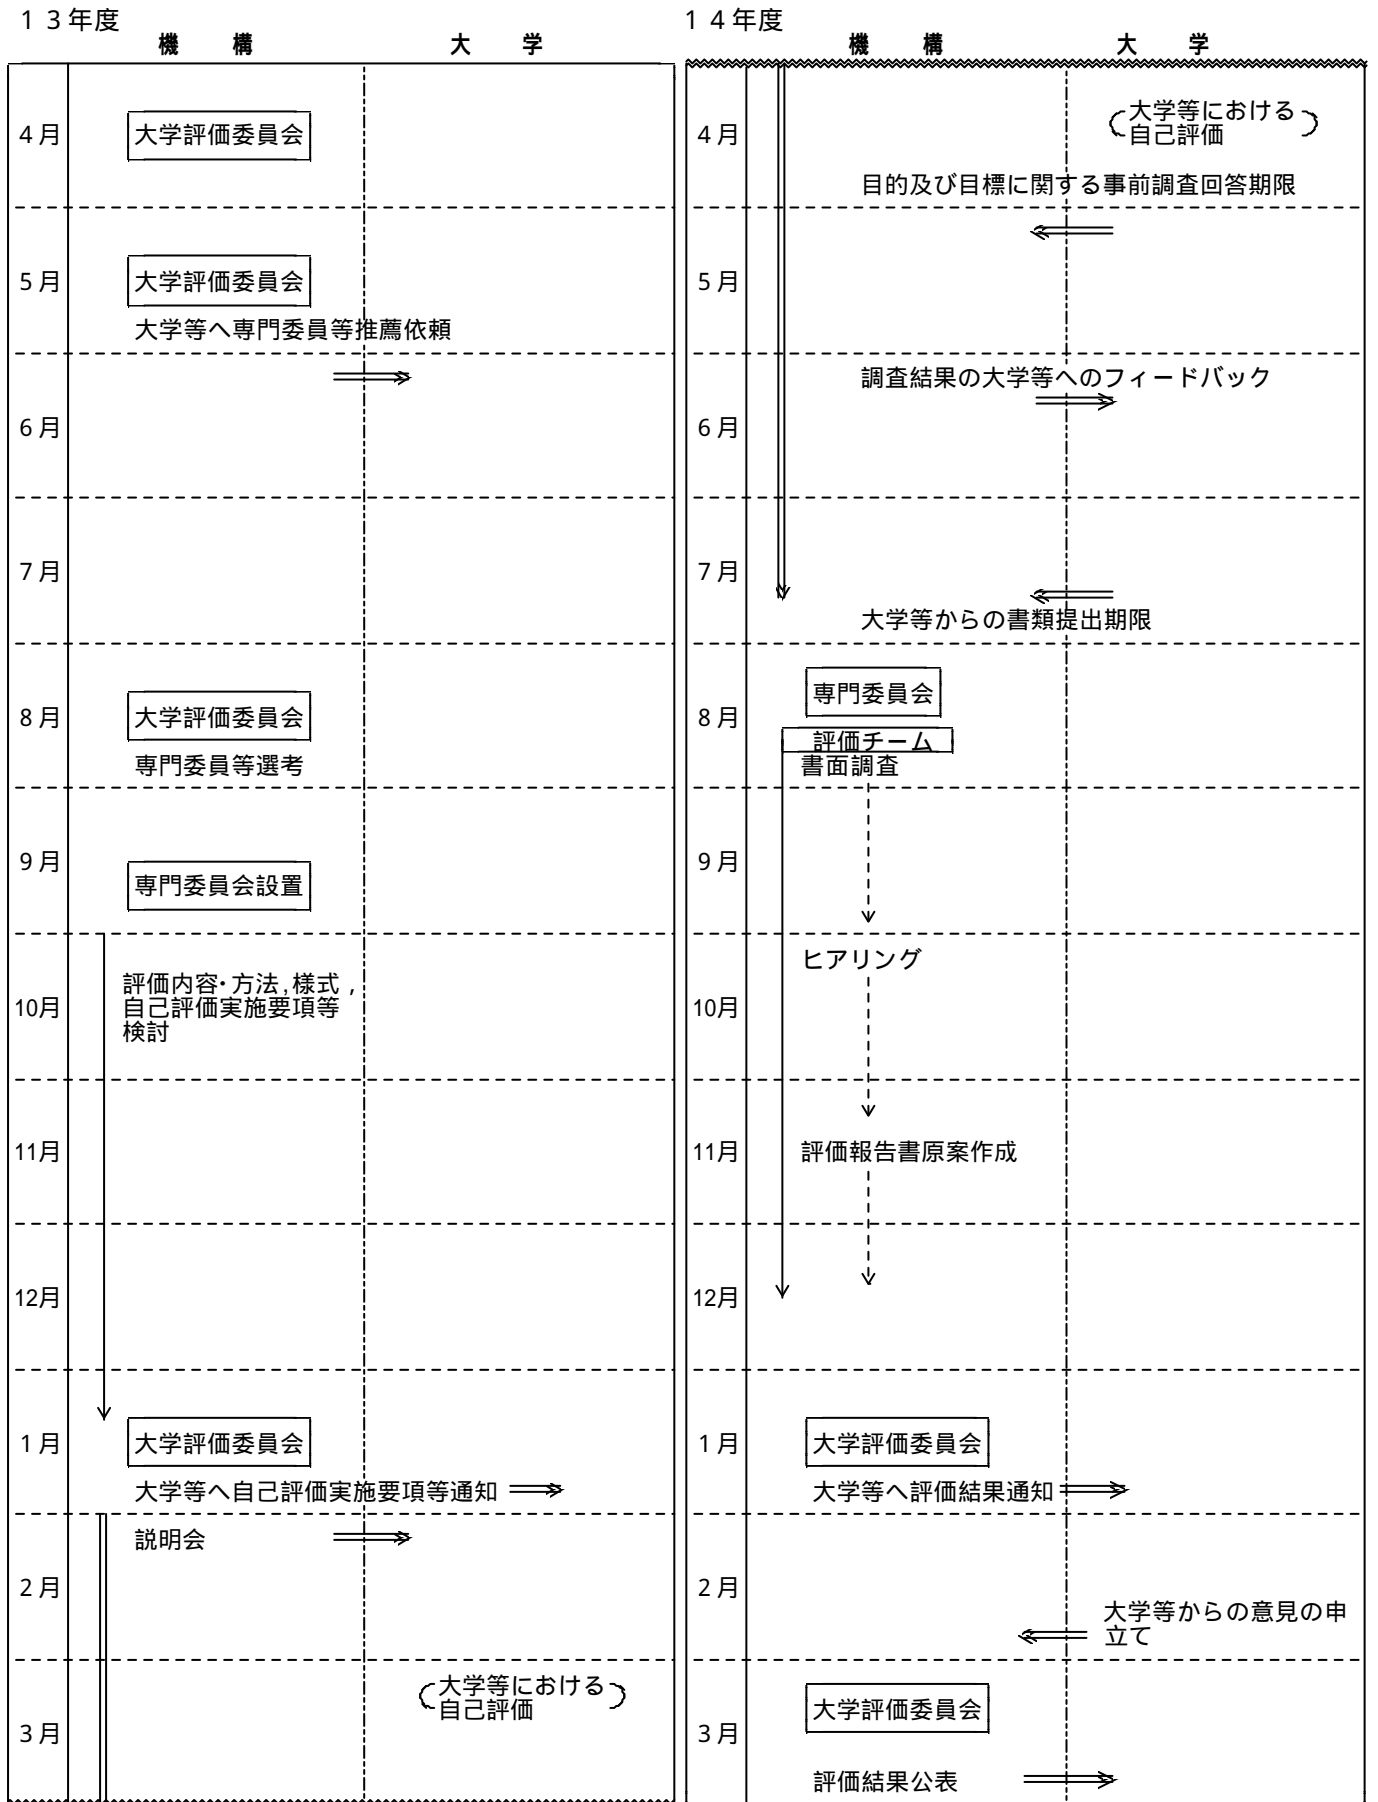 １３年度
機　構　大　学
4月
大学評価委員会
5月
大学評価委員会
大学等へ専門委員等推薦依頼
6月
7月
8月
大学評価委員会
専門委員等選考
9月
専門委員会設置
10月
評価内容・方法,様式,
自己評価実施要項等
検討
11月
12月
1月
大学評価委員会
大学等へ自己評価実施要項等通知
説明会
2月
大学等における
自己評価
3月
１４年度
機　構　大　学
大学等における
自己評価
4月
目的及び目標に関する事前調査回答期限
5月
調査結果の大学等へのフィードバック
6月
7月
大学等からの書類提出期限
専門委員会
8月
評価チーム
書面調査
9月
ヒアリング
10月
11月
評価報告書原案作成
12月
1月
大学評価委員会
大学等へ評価結果通知
2月
大学等からの意見の申
立て
大学評価委員会
3月
評価結果公表